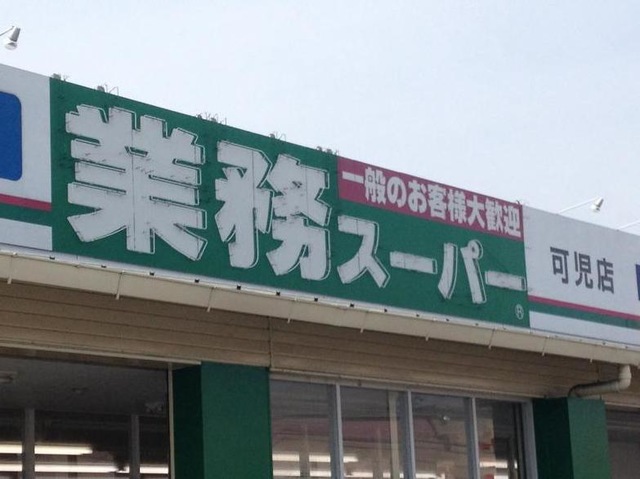 業務スーパー
一般のお客様大歓迎
®
可児店